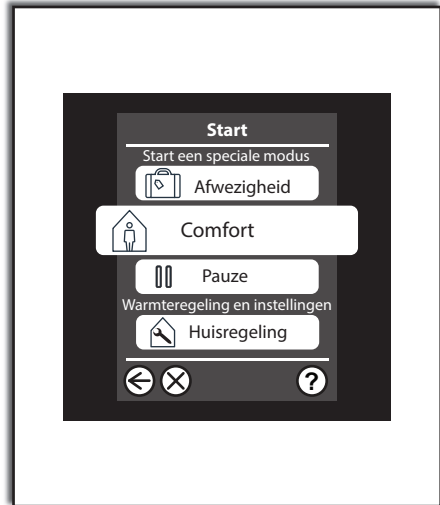 Start
Start een speciale modus
Afwezigheid
Comfort
Pauze
Warmteregeling en instellingen
Huisregeling
?